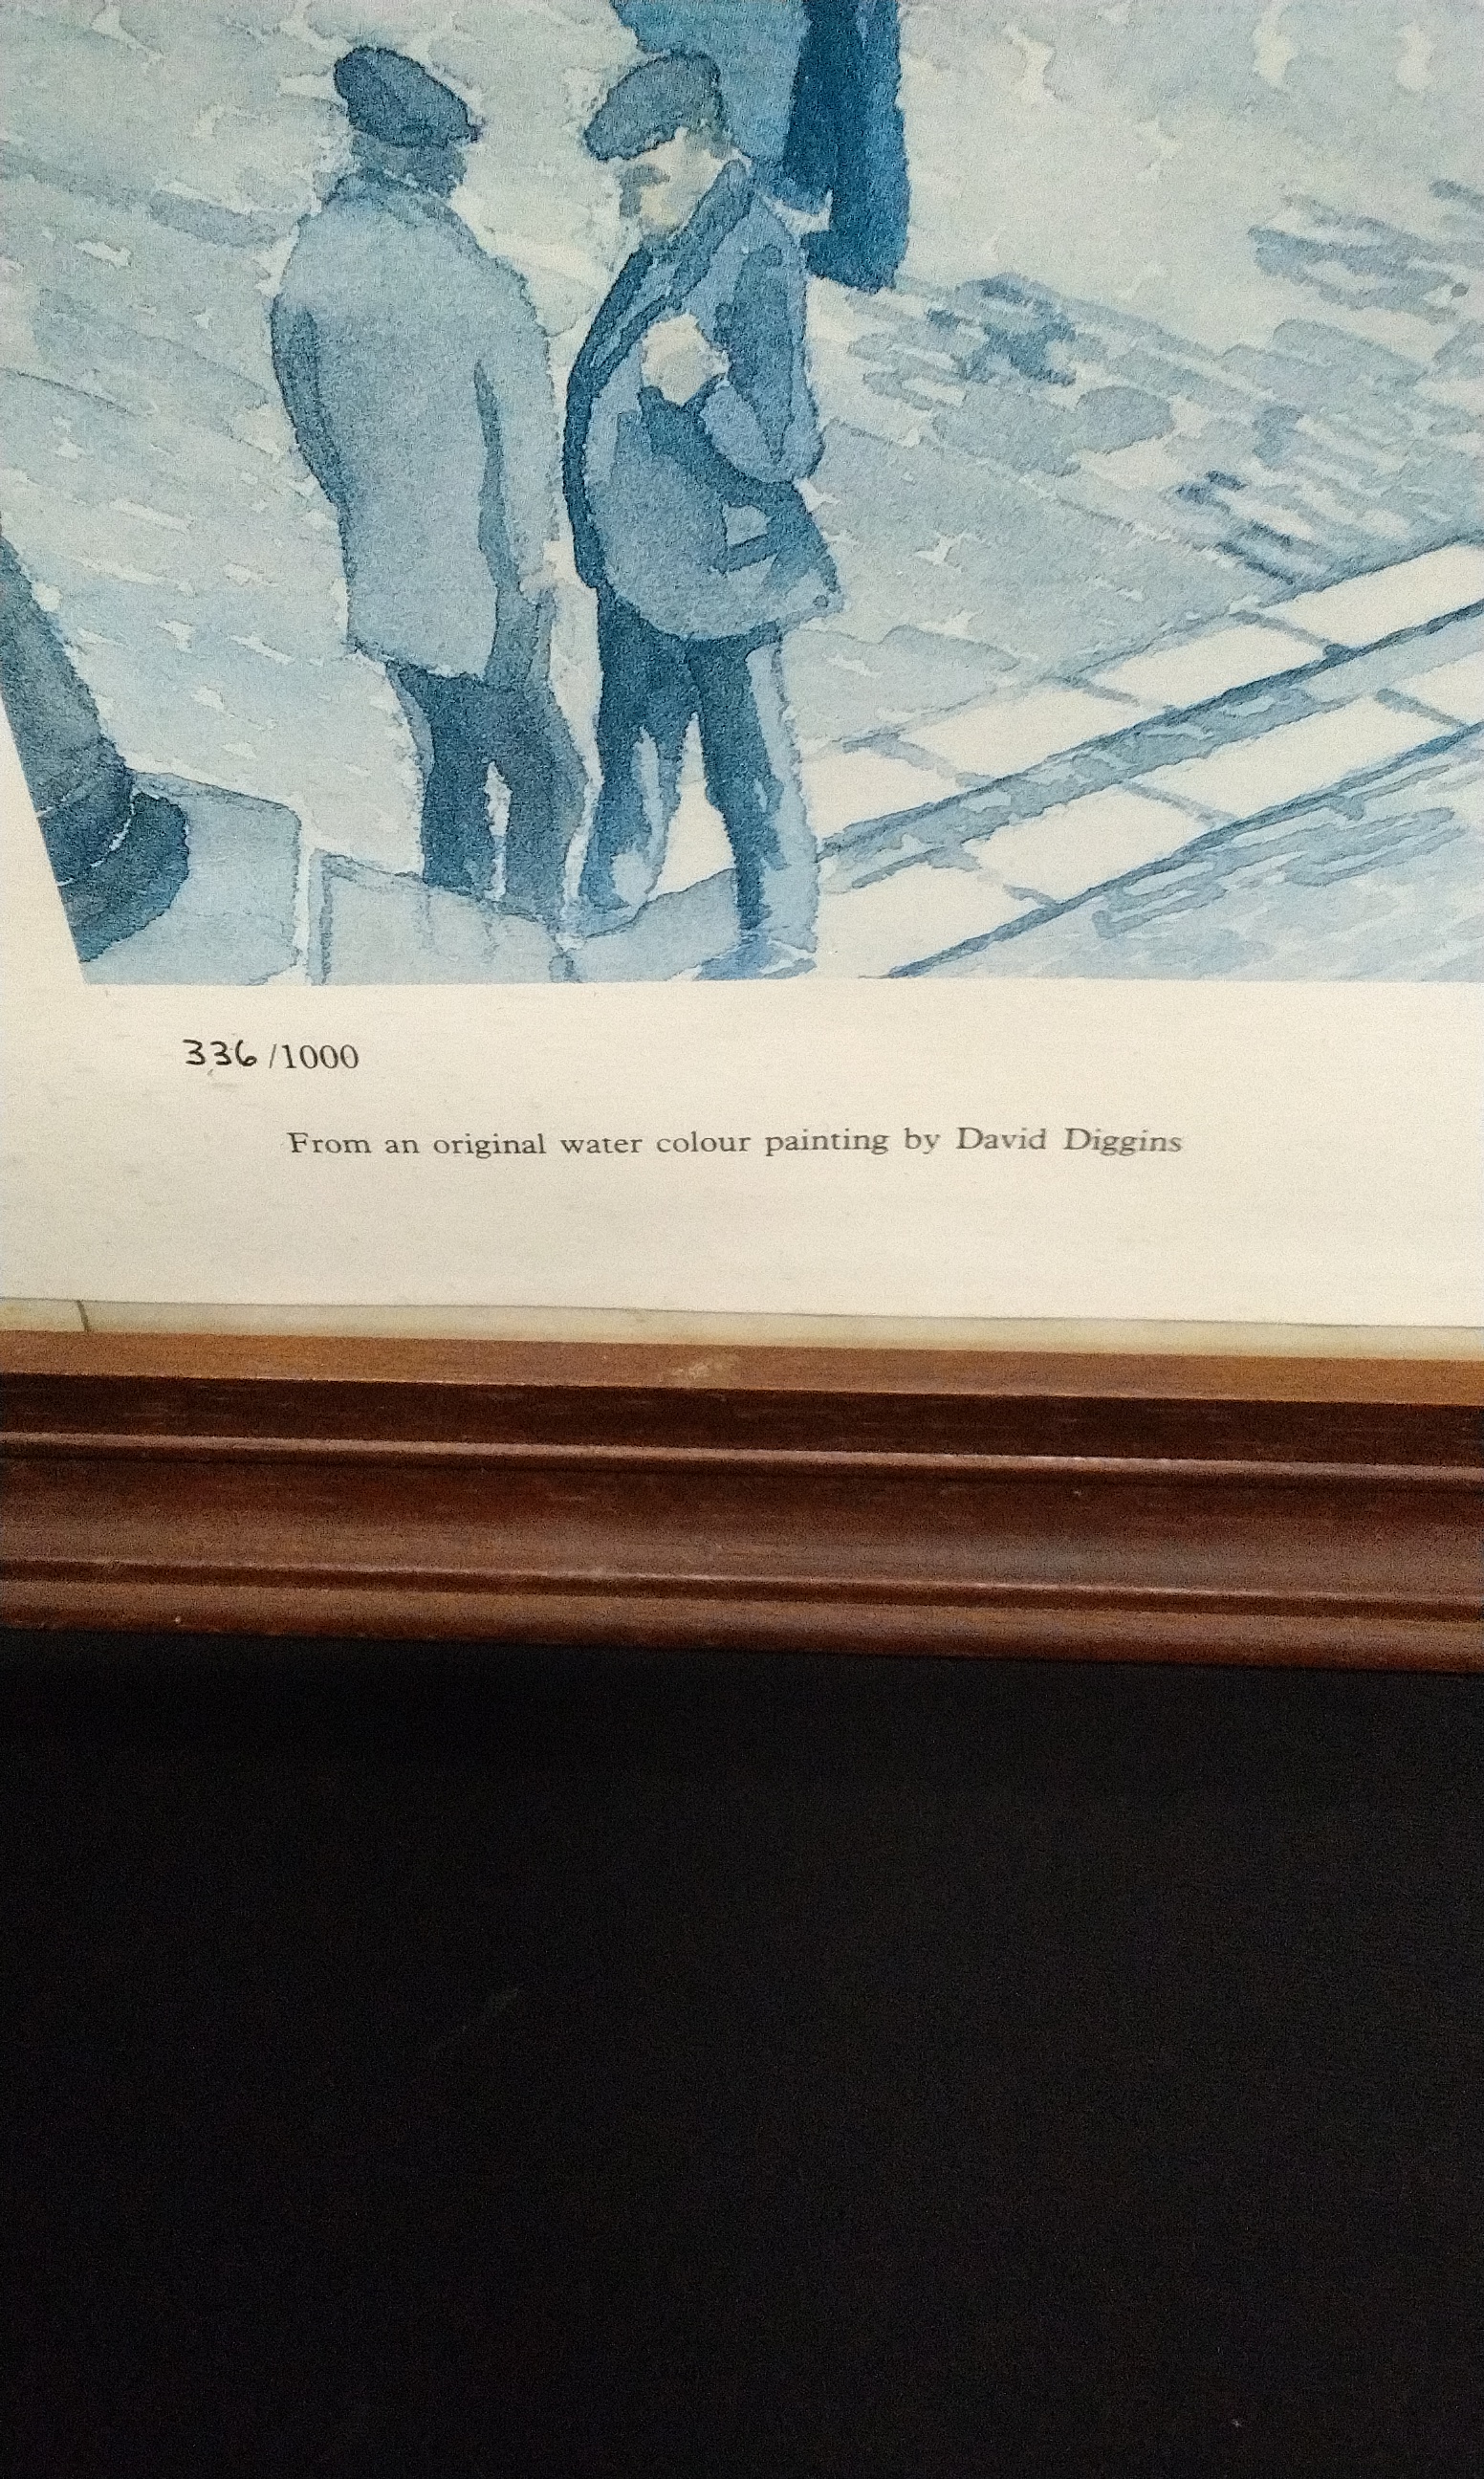 336/1000
From an original water colour painting by David Diggins